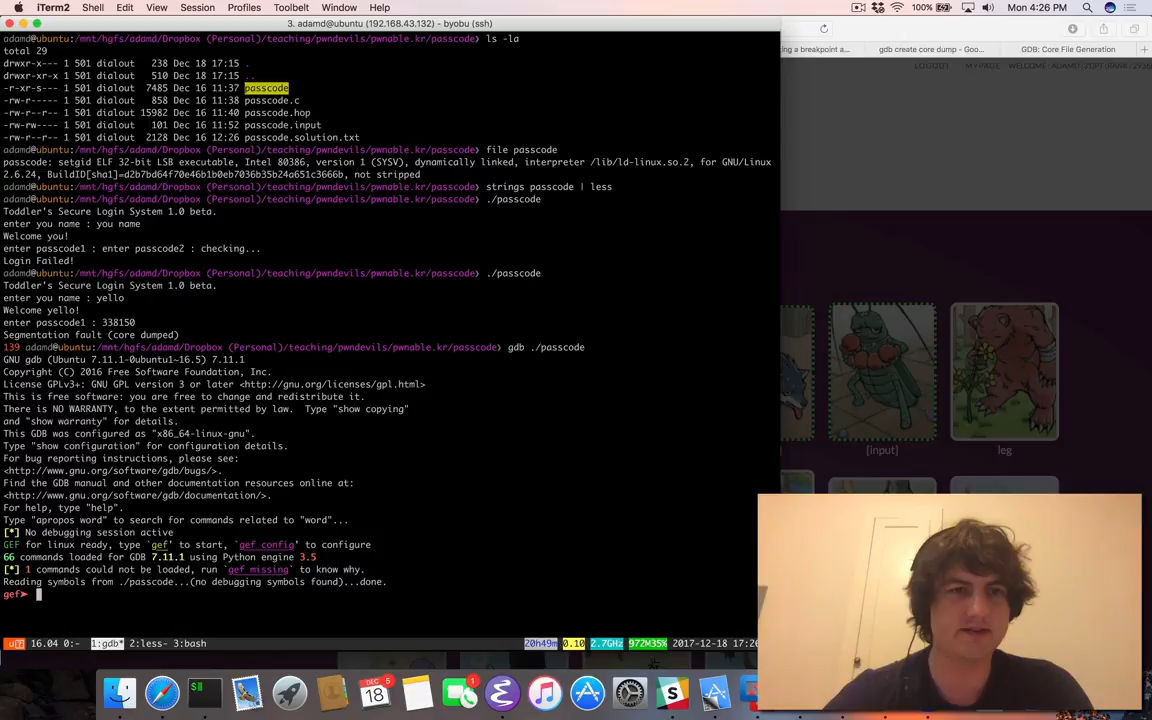 iTerm2 Shell Edit View Session Profiles Toolbelt Window Help 100% Mon 4:26 PM
3. adamd@ubuntu (192.168.43.132) - byobu (ssh)
adamd@ubuntu:/mnt/hgfs/adamd/Dropbox (Personal)/teaching/pwndevils/pwnable.kr/passcode⟩ ls -la
total 29
drwxr-x--- 1 501 dialout 238 Dec 18 17:15 .
drwxr-xr-x 1 501 dialout 510 Dec 18 17:15 ..
-r-xr-s--- 1 501 dialout 7485 Dec 16 11:37 passcode
-rw-r----- 1 501 dialout 858 Dec 16 11:38 passcode.c
-rw-r--r-- 1 501 dialout 15982 Dec 16 11:40 passcode.hop
-rw-rw---- 1 501 dialout 101 Dec 16 11:52 passcode.input
-rw-r--r-- 1 501 dialout 2128 Dec 16 12:26 passcode.solution.txt
adamd@ubuntu:/mnt/hgfs/adamd/Dropbox (Personal)/teaching/pwndevils/pwnable.kr/passcode⟩ file passcode
passcode: setgid ELF 32-bit LSB executable, Intel 80386, version 1 (SYSV), dynamically linked, interpreter /lib/ld-linux.so.2, for GNU/Linux
2.6.24, BuildID[sha1]=d2b7bd64f70e46b1b0eb7036b35b24a651c3666b, not stripped
adamd@ubuntu:/mnt/hgfs/adamd/Dropbox (Personal)/teaching/pwndevils/pwnable.kr/passcode⟩ strings passcode | less
adamd@ubuntu:/mnt/hgfs/adamd/Dropbox (Personal)/teaching/pwndevils/pwnable.kr/passcode⟩ ./passcode
Toddler's Secure Login System 1.0 beta.
enter you name : you name
Welcome you!
enter passcode1 : enter passcode2 : checking...
Login Failed!
adamd@ubuntu:/mnt/hgfs/adamd/Dropbox (Personal)/teaching/pwndevils/pwnable.kr/passcode⟩ ./passcode
Toddler's Secure Login System 1.0 beta.
enter you name : yello
Welcome yello!
enter passcode1 : 338150
Segmentation fault (core dumped)
139 adamd@ubuntu:/mnt/hgfs/adamd/Dropbox (Personal)/teaching/pwndevils/pwnable.kr/passcode⟩ gdb ./passcode
GNU gdb (Ubuntu 7.11.1-0ubuntu1~16.5) 7.11.1
Copyright (C) 2016 Free Software Foundation, Inc.
License GPLv3+: GNU GPL version 3 or later <http://gnu.org/licenses/gpl.html>
This is free software: you are free to change and redistribute it.
There is NO WARRANTY, to the extent permitted by law. Type "show copying"
and "show warranty" for details.
This GDB was configured as "x86_64-linux-gnu".
Type "show configuration" for configuration details.
For bug reporting instructions, please see:
<http://www.gnu.org/software/gdb/bugs/>.
Find the GDB manual and other documentation resources online at:
<http://www.gnu.org/software/gdb/documentation/>.
For help, type "help".
Type "apropos word" to search for commands related to "word"...
[*] No debugging session active
GEF for linux ready, type `gef' to start, `gef config' to configure
66 commands loaded for GDB 7.11.1 using Python engine 3.5
[*] 1 commands could not be loaded, run `gef missing` to know why.
Reading symbols from ./passcode...(no debugging symbols found)...done.
gef➤
16.04 0:- 1:gdb* 2:less- 3:bash 20h49m 0.10 2.7GHz 972M35% 2017-12-18 17:26
ing a breakpoint a... gdb create core dump - Goo... GDB: Core File Generation
LOGOUT MYPAGE
[input] leg
DEC 18 5 1